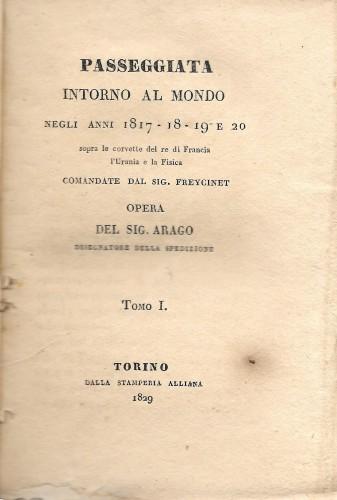 PASSEGGIATA
INTORNO AL MONDO
NEGLI ANNI 1817-18-19 E 20
sopra le corvette del re di Francia
l'Urania e la Fisica
COMANDATE DAL SIG. FREYCINET
OPERA
DEL SIG. ARAGO
DISEGNATORE DELLA SPEDIZIONE
TOMO I.
TORINO
DALLA STAMPERIA ALLIANA
1829